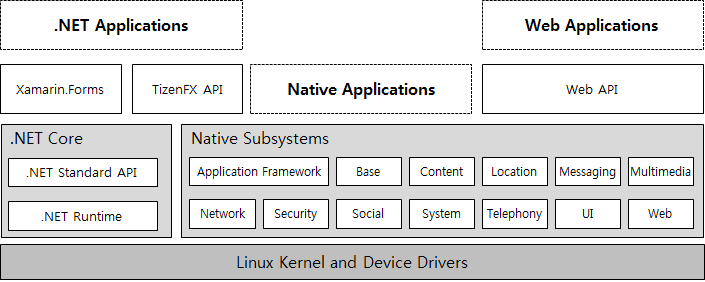 .NET Applications
Web Applications
Xamarin.Forms
TizenFX API
Native Applications
Web API
.NET Core
Native Subsystems
.NET Standard API
Application Framework
Base
Content
Location
Messaging
Multimedia
.NET Runtime
Network
Security
Social
System
Telephony
UI
Web
Linux Kernel and Device Drivers